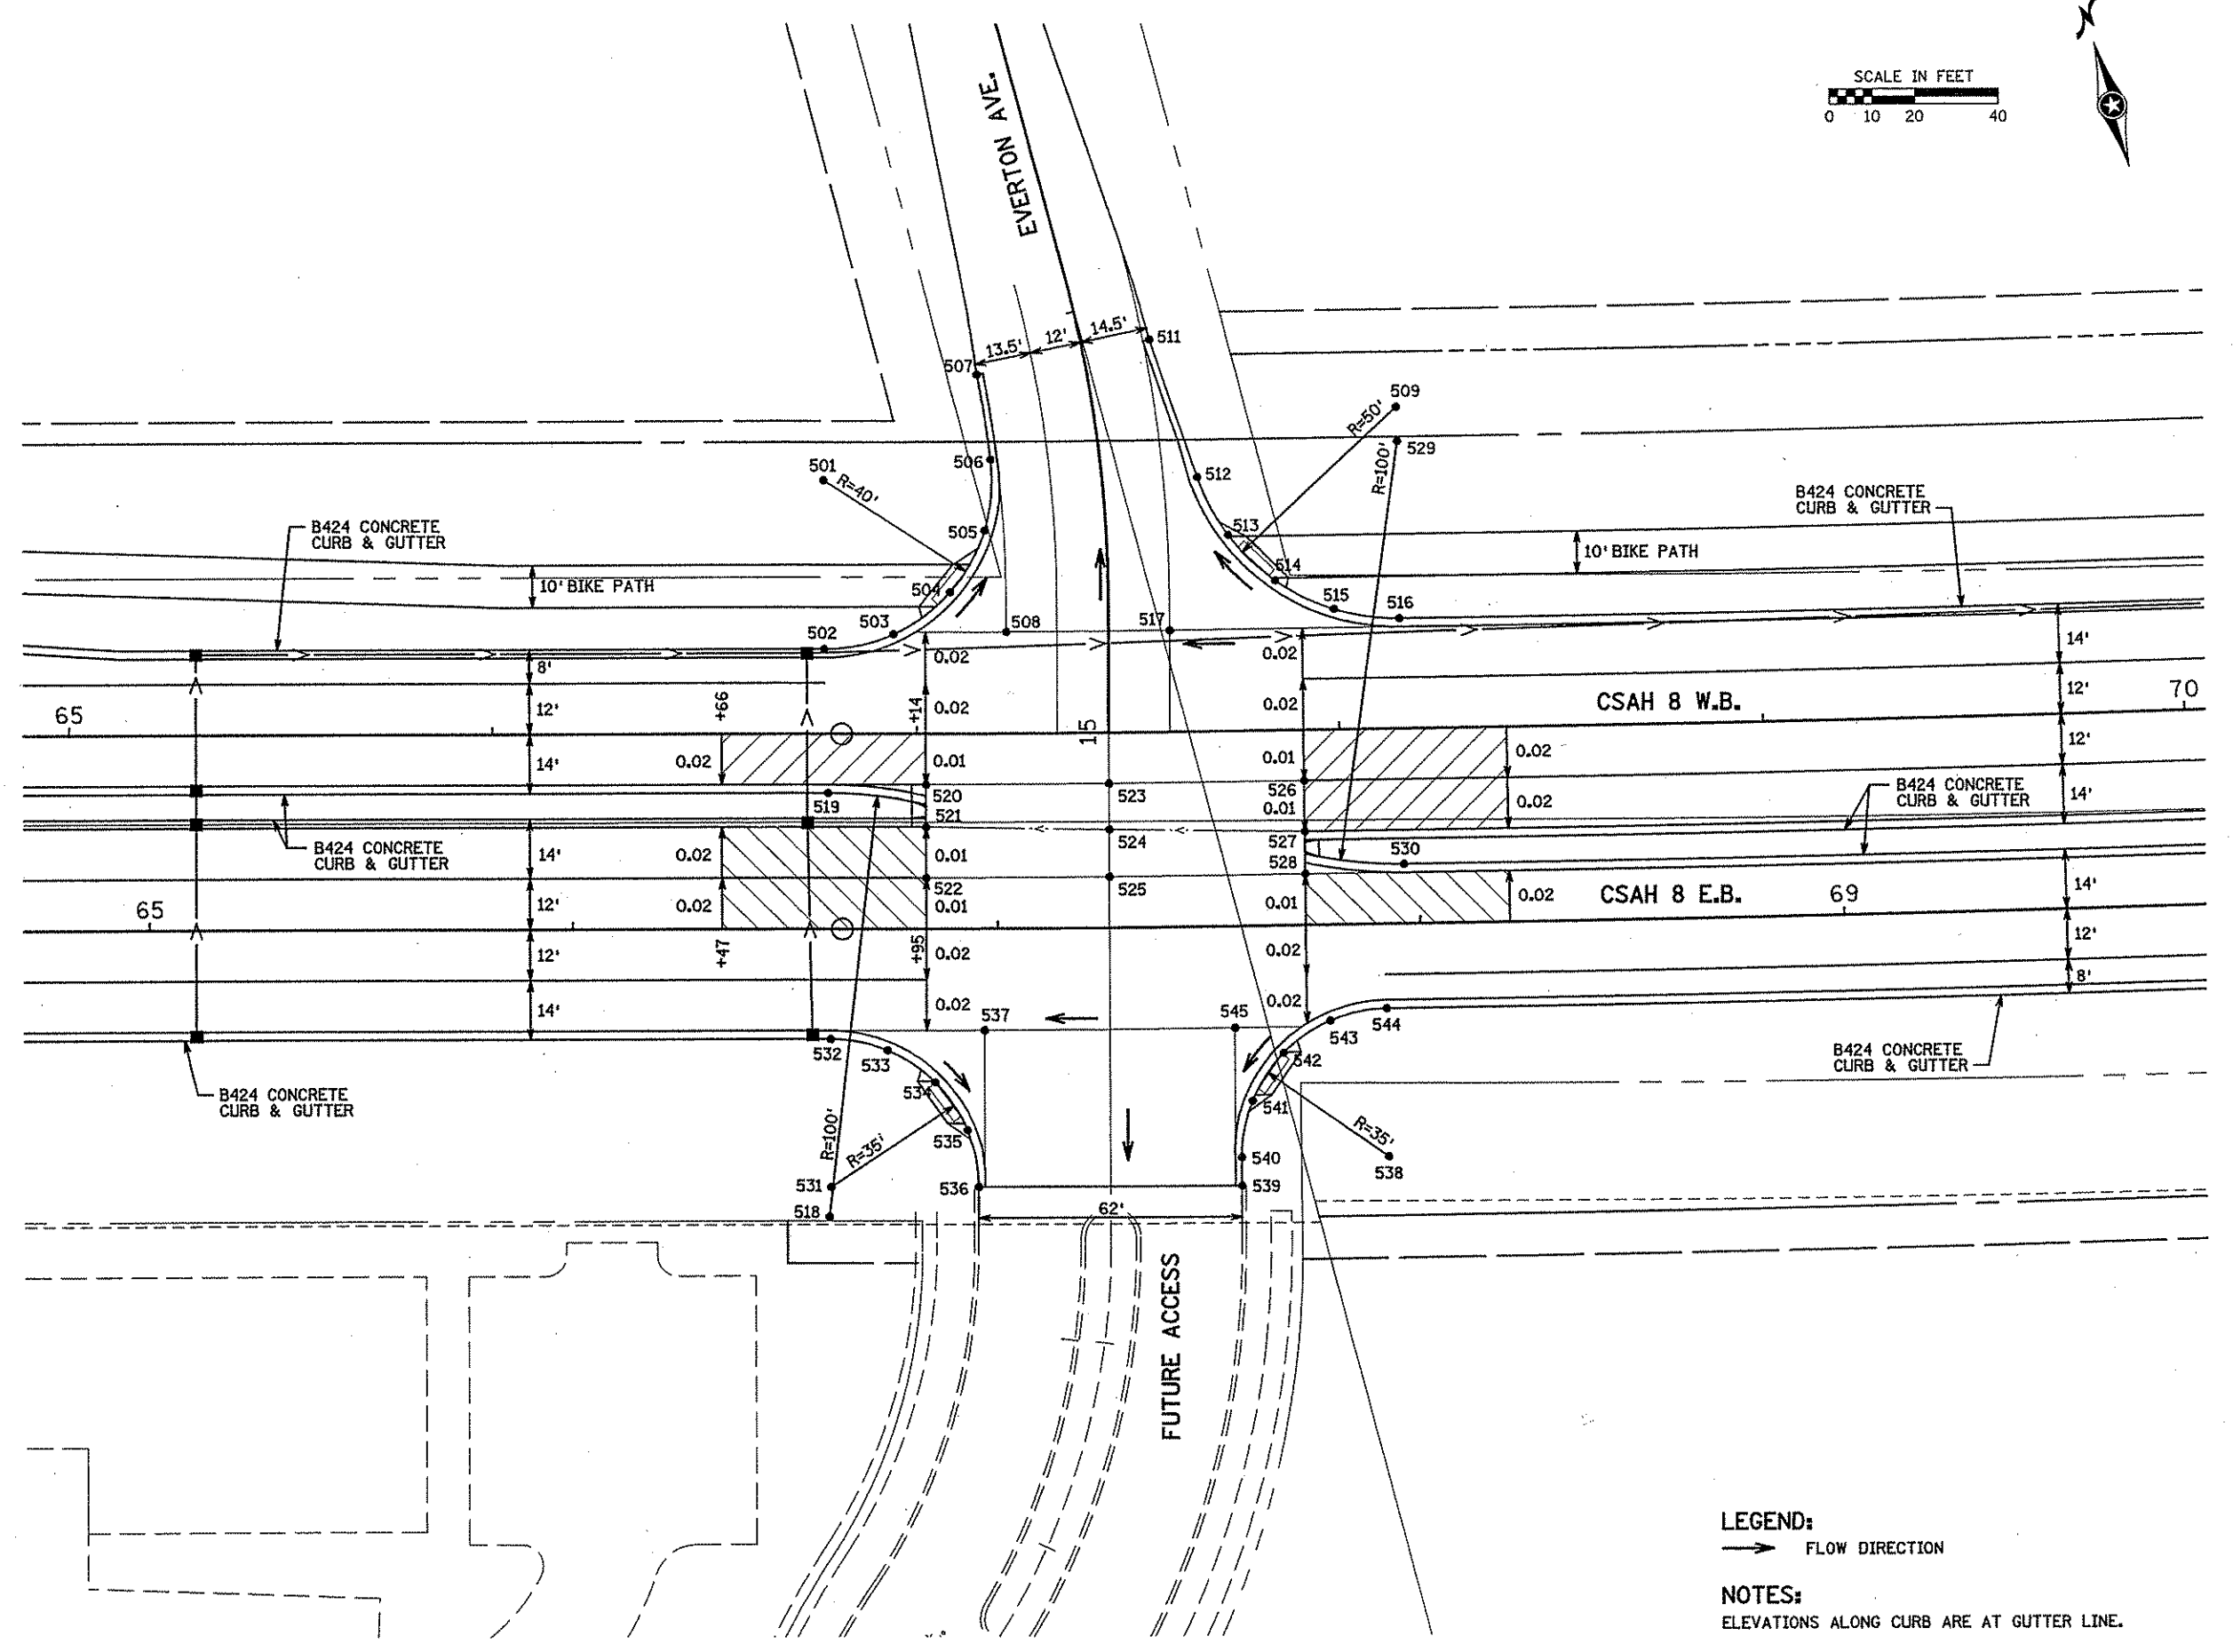 N
SCALE IN FEET
0 10 20 40
EVERTON AVE.
13.5' 12' 14.5'
511
507
509
R=50'
529
R=100'
501
R=40'
506
512
505
513
514
B424 CONCRETE
CURB & GUTTER
B424 CONCRETE
CURB & GUTTER
10' BIKE PATH
10' BIKE PATH
504
503
502
508
517
515
516
8'
0.02
0.02
14'
65
12'
+66
+14
0.02
15
0.02
CSAH 8 W.B.
12'
70
14'
0.02
0.01
0.01
0.02
12'
519
520
523
526
0.01
0.02
14'
B424 CONCRETE
CURB & GUTTER
521
524
527
B424 CONCRETE
CURB & GUTTER
14'
0.02
0.01
528
530
522
525
65
12'
0.02
0.01
0.01
0.02
CSAH 8 E.B.
69
14'
12'
+47
+95
0.02
0.02
12'
14'
0.02
0.02
8'
532
533
537
545
543
544
534
542
B424 CONCRETE
CURB & GUTTER
B424 CONCRETE
CURB & GUTTER
535
541
R=100'
R=35'
R=35'
531
536
540
539
538
518
62'
FUTURE ACCESS
LEGEND:
FLOW DIRECTION
NOTES:
ELEVATIONS ALONG CURB ARE AT GUTTER LINE.